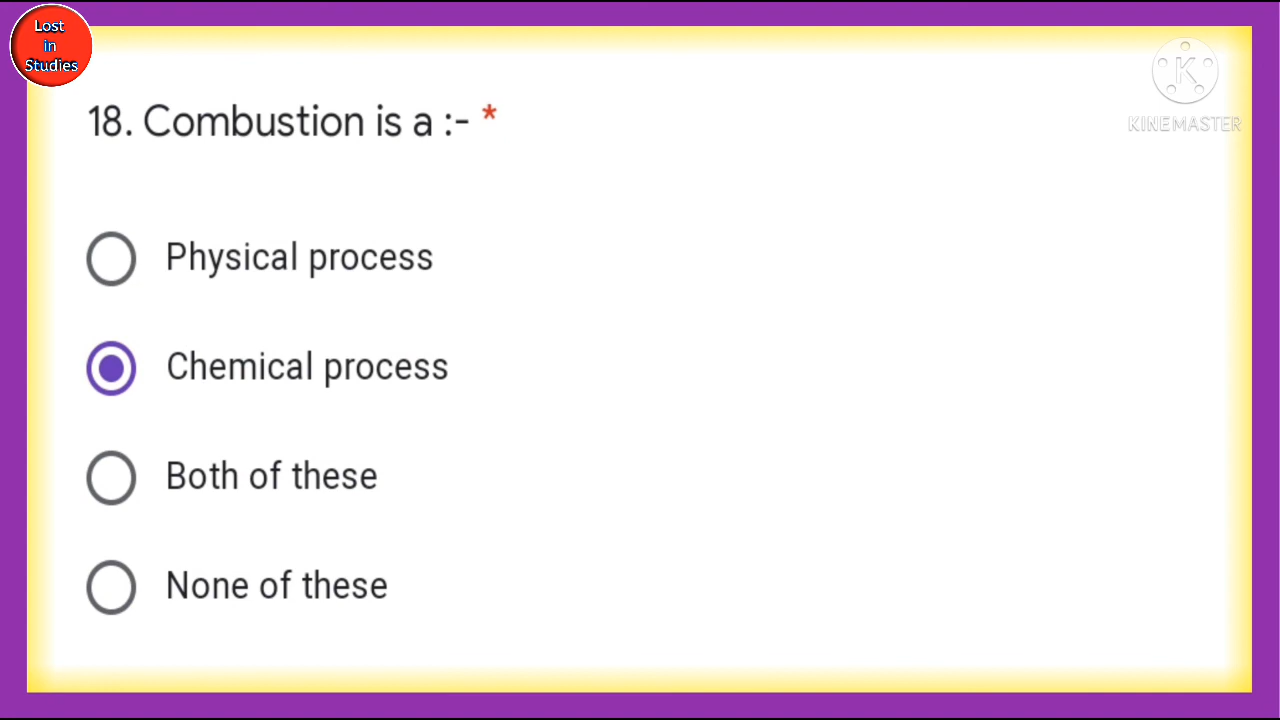 Lost
in
Studies
K
KINEMASTER
18. Combustion is a :- *
Physical process
Chemical process
Both of these
None of these